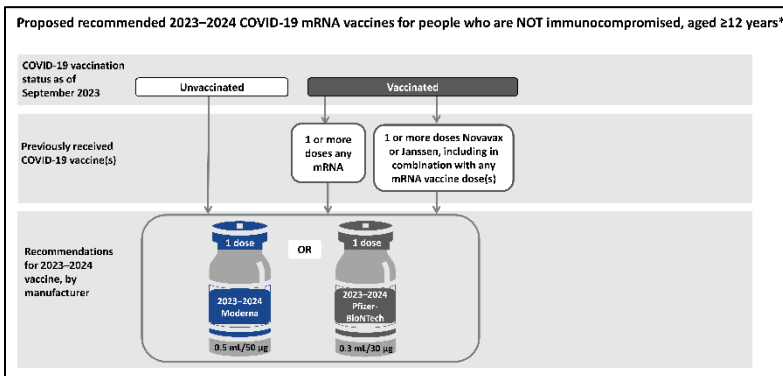 Proposed recommended 2023–2024 COVID-19 mRNA vaccines for people who are NOT immunocompromised, aged ≥12 years*
COVID-19 vaccination
status as of
September 2023
Unvaccinated
Vaccinated
Previously received
COVID-19 vaccine(s)
1 or more
doses any
mRNA
1 or more doses Novavax
or Janssen, including in
combination with any
mRNA vaccine dose(s)
Recommendations
for 2023–2024
vaccine, by
manufacturer
1 dose
2023–2024
Moderna
0.5 mL/50 µg
OR
1 dose
2023–2024
Pfizer-
BioNTech
0.3 mL/30 µg